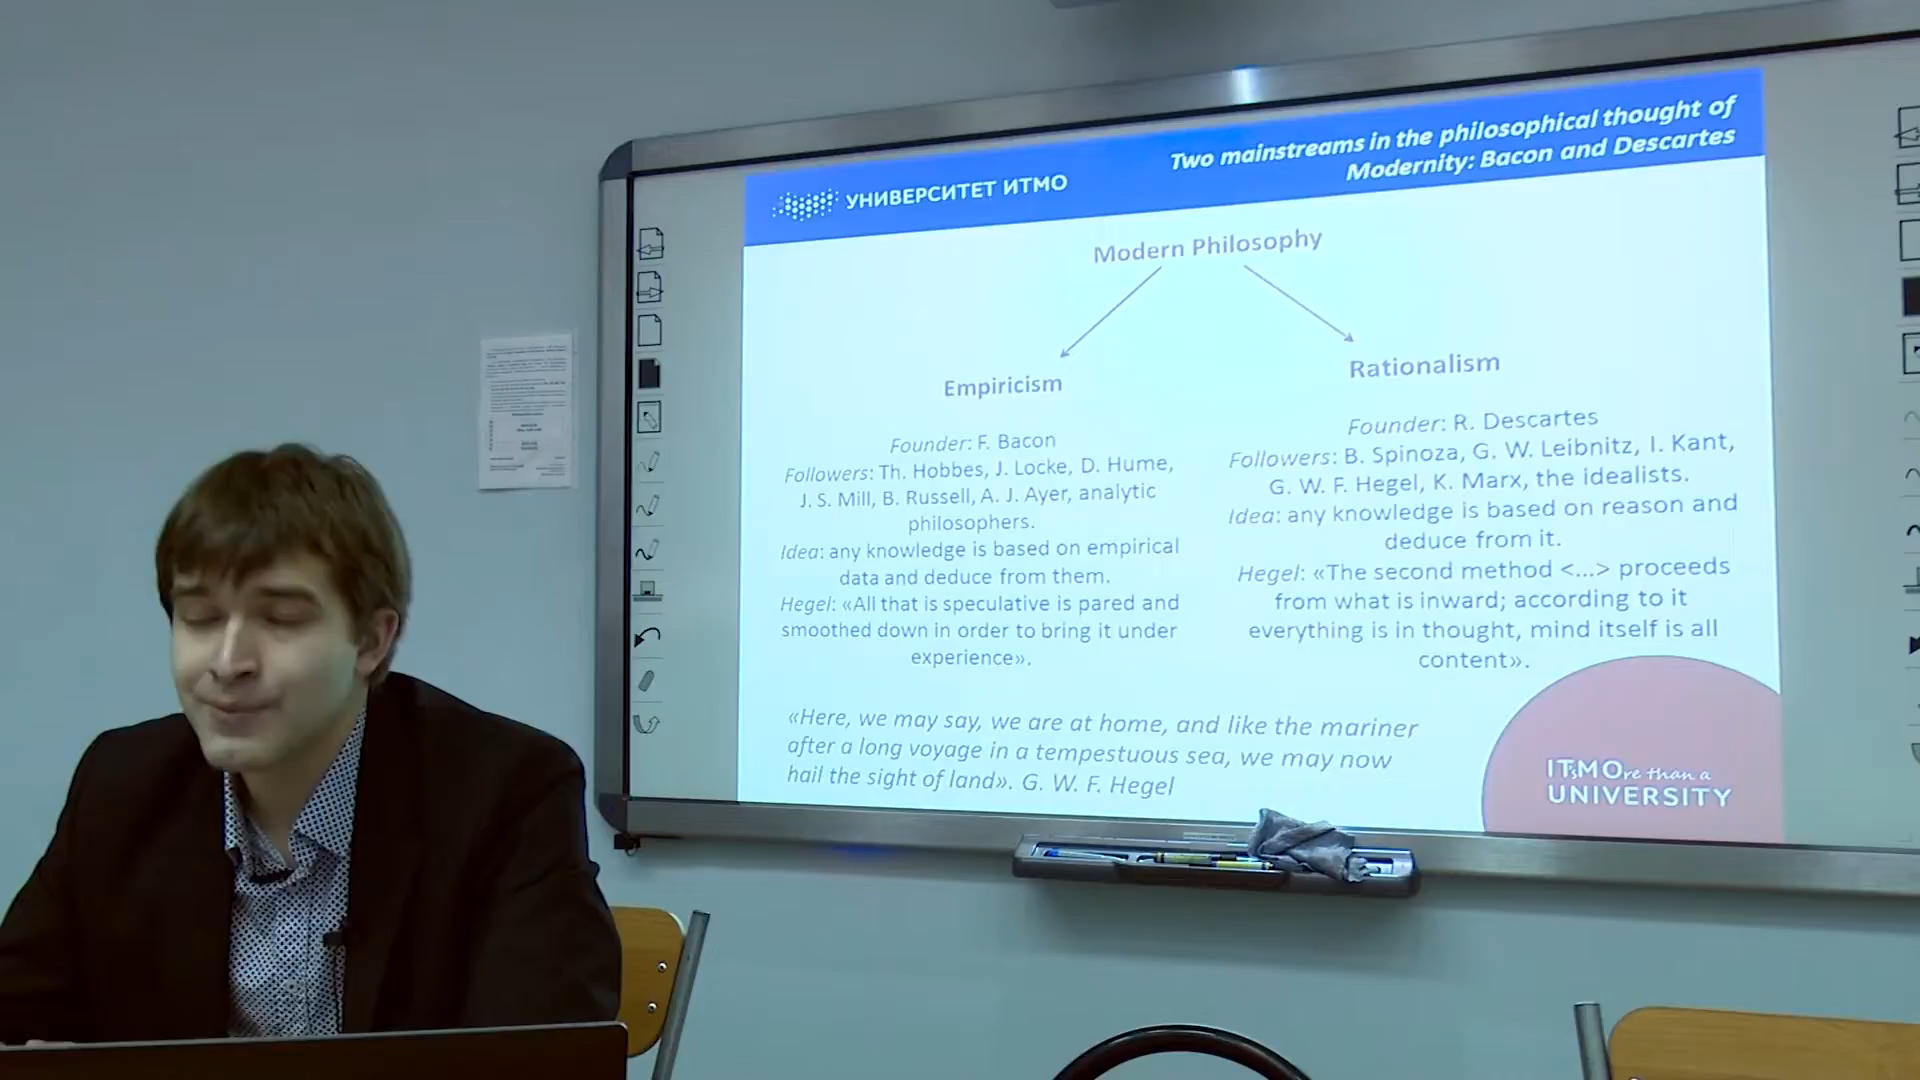 Two mainstreams in the philosophical thought of
Modernity: Bacon and Descartes
УНИВЕРСИТЕТ ИТМО
Modern Philosophy
Empiricism
Founder: F. Bacon
Followers: Th. Hobbes, J. Locke, D. Hume,
J. S. Mill, B. Russell, A. J. Ayer, analytic
philosophers.
Idea: any knowledge is based on empirical
data and deduce from them.
Hegel: «All that is speculative is pared and
smoothed down in order to bring it under
experience».
Rationalism
Founder: R. Descartes
Followers: B. Spinoza, G. W. Leibnitz, I. Kant,
G. W. F. Hegel, K. Marx, the idealists.
Idea: any knowledge is based on reason and
deduce from it.
Hegel: «The second method <...> proceeds
from what is inward; according to it
everything is in thought, mind itself is all
content».
«Here, we may say, we are at home, and like the mariner
after a long voyage in a tempestuous sea, we may now
hail the sight of land». G. W. F. Hegel
ITsMOre than a
UNIVERSITY